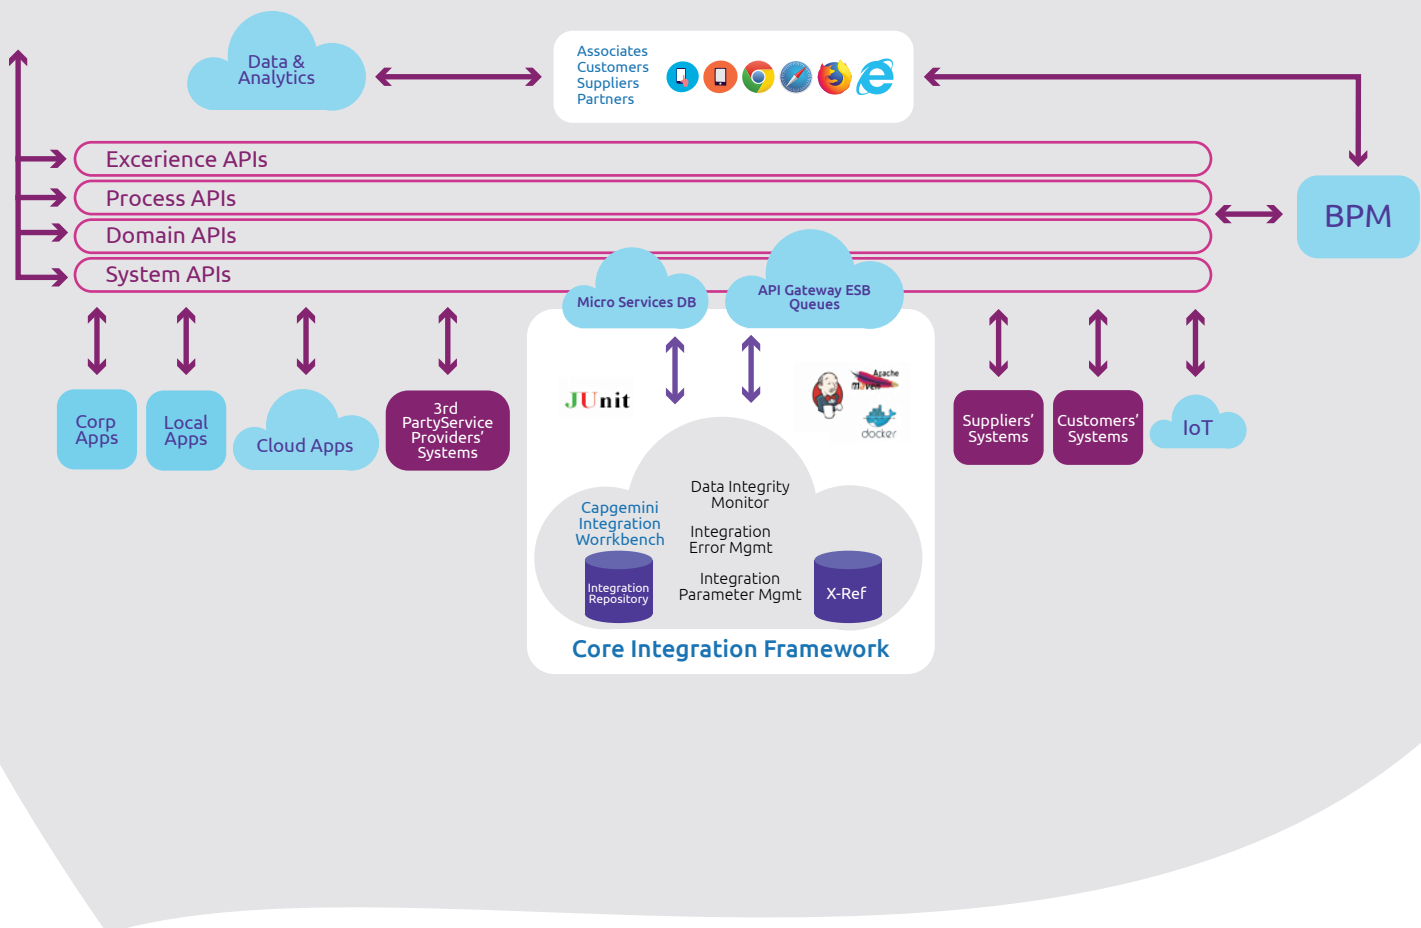 Data &
Analytics
Associates
Customers
Suppliers
Partners
Excerience APIs
Process APIs
Domain APIs
System APIs
BPM
Micro Services DB
API Gateway ESB
Queues
Corp
Apps
Local
Apps
Cloud Apps
3rd
PartyService
Providers’
Systems
JUnit
Apache
maven
docker
Suppliers’
Systems
Customers’
Systems
IoT
Data Integrity
Monitor
Capgemini
Integration
Worrkbench
Integration
Error Mgmt
Integration
Parameter Mgmt
Integration
Repository
X-Ref
Core Integration Framework